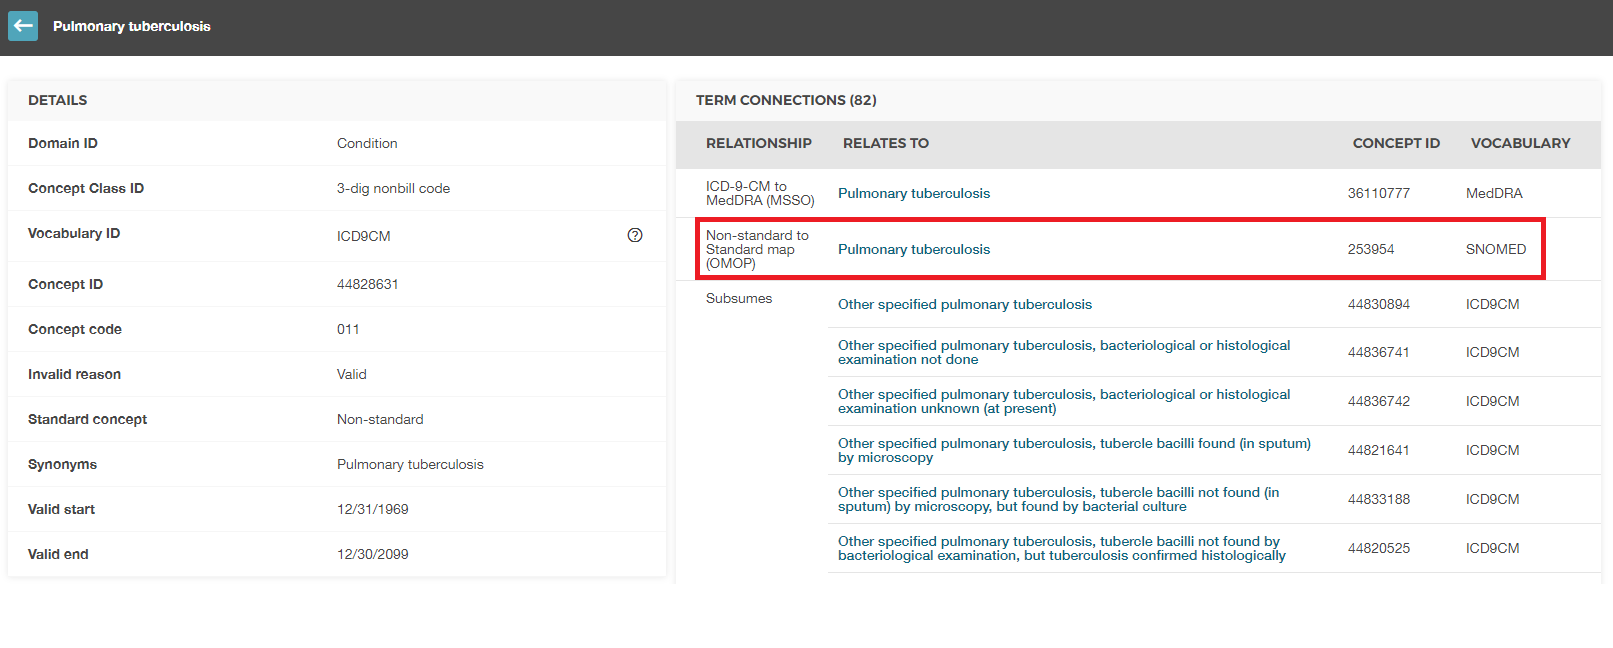 Pulmonary tuberculosis
DETAILS
Domain ID Condition
Concept Class ID 3-dig nonbill code
Vocabulary ID ICD9CM ?
Concept ID 44828631
Concept code 011
Invalid reason Valid
Standard concept Non-standard
Synonyms Pulmonary tuberculosis
Valid start 12/31/1969
Valid end 12/30/2099
TERM CONNECTIONS (82)
RELATIONSHIP RELATES TO CONCEPT ID VOCABULARY
ICD-9-CM to
MedDRA (MSSO) Pulmonary tuberculosis 36110777 MedDRA
Non-standard to
Standard map Pulmonary tuberculosis 253954 SNOMED
(OMOP)
Subsumes Other specified pulmonary tuberculosis 44830894 ICD9CM
Other specified pulmonary tuberculosis, bacteriological or histological
examination not done 44836741 ICD9CM
Other specified pulmonary tuberculosis, bacteriological or histological
examination unknown (at present) 44836742 ICD9CM
Other specified pulmonary tuberculosis, tubercle bacilli found (in sputum)
by microscopy 44821641 ICD9CM
Other specified pulmonary tuberculosis, tubercle bacilli not found (in
sputum) by microscopy, but found by bacterial culture 44833188 ICD9CM
Other specified pulmonary tuberculosis, tubercle bacilli not found by
bacteriological examination, but tuberculosis confirmed histologically 44820525 ICD9CM